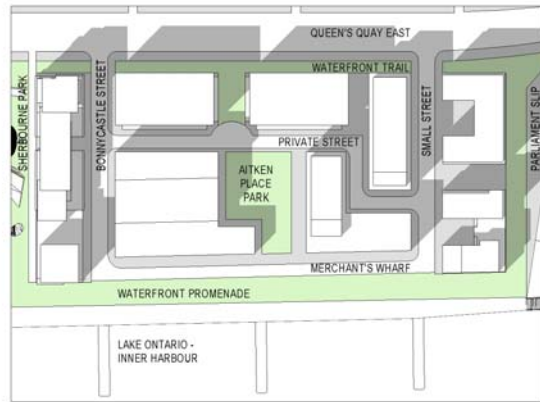 QUEEN'S QUAY EAST
WATERFRONT TRAIL
SHERBOURNE PARK
BONNYCASTLE STREET
SMALL STREET
PARLIAMENT SLIP
PRIVATE STREET
AITKEN
PLACE
PARK
MERCHANT'S WHARF
WATERFRONT PROMENADE
LAKE ONTARIO -
INNER HARBOUR